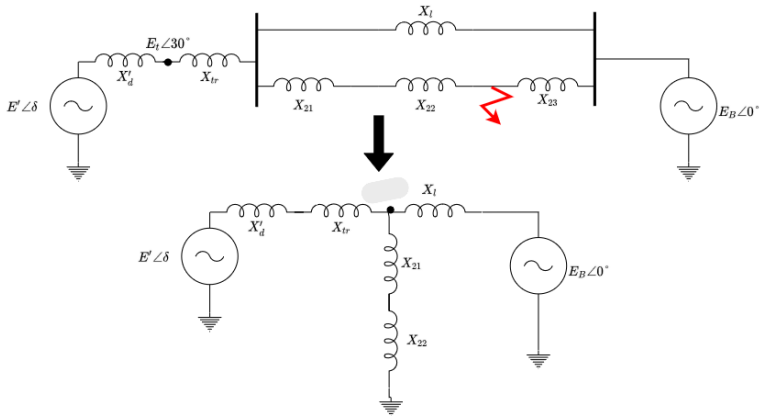 X_l
E_t∠30°
X'_d
X_tr
X_21
X_22
X_23
E'∠δ
E_B∠0°
X_l
X'_d
X_tr
E'∠δ
X_21
E_B∠0°
X_22